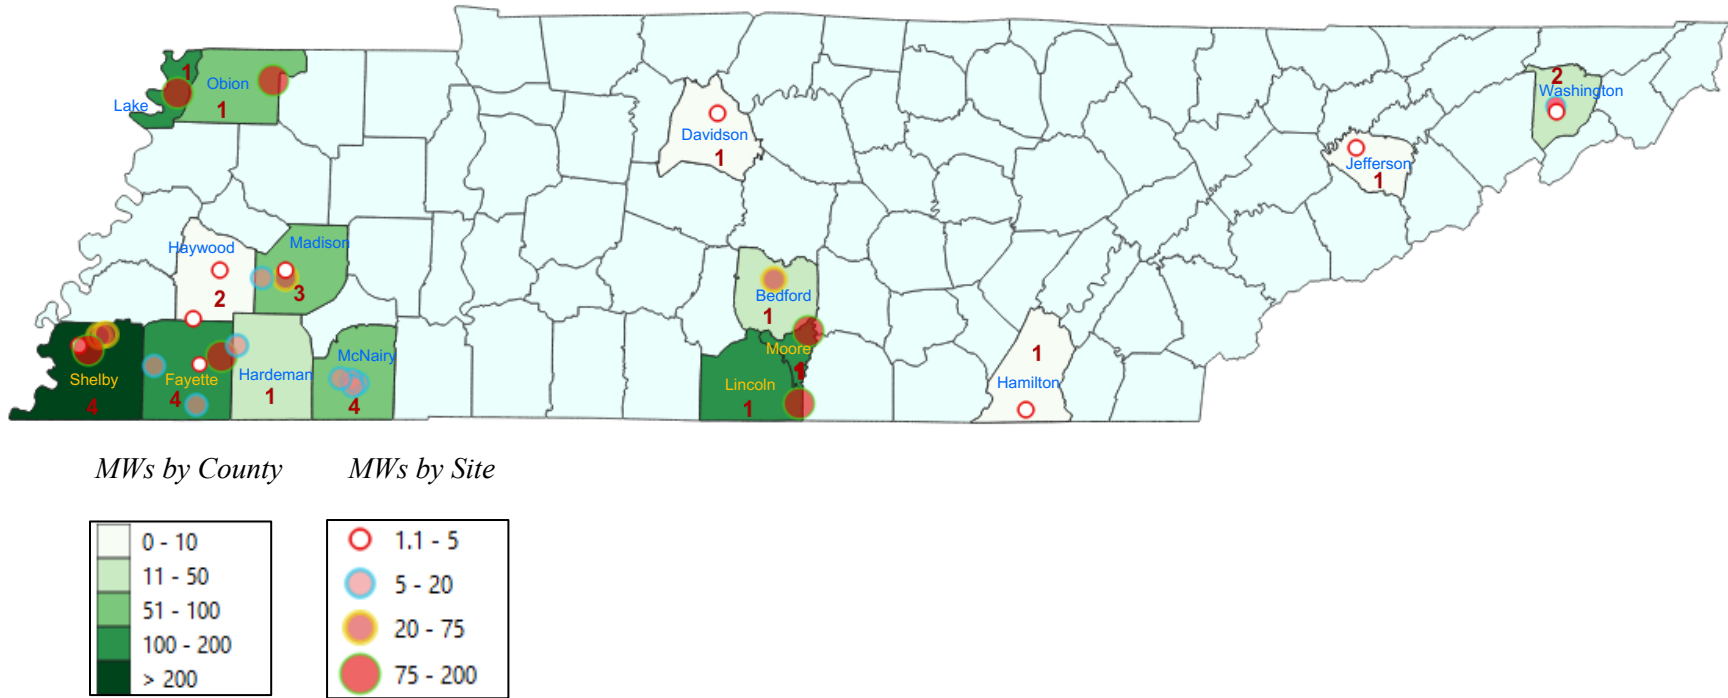 2
1
Obion
Washington
Lake
1
Davidson
1
Jefferson
1
Haywood
Madison
2
3
Bedford
1
McNairy
Moore
1
1
Shelby
Fayette
Hardeman
Lincoln
Hamilton
4
4
1
4
1
MWs by County
MWs by Site
0 - 10
11 - 50
51 - 100
100 - 200
> 200
1.1 - 5
5 - 20
20 - 75
75 - 200